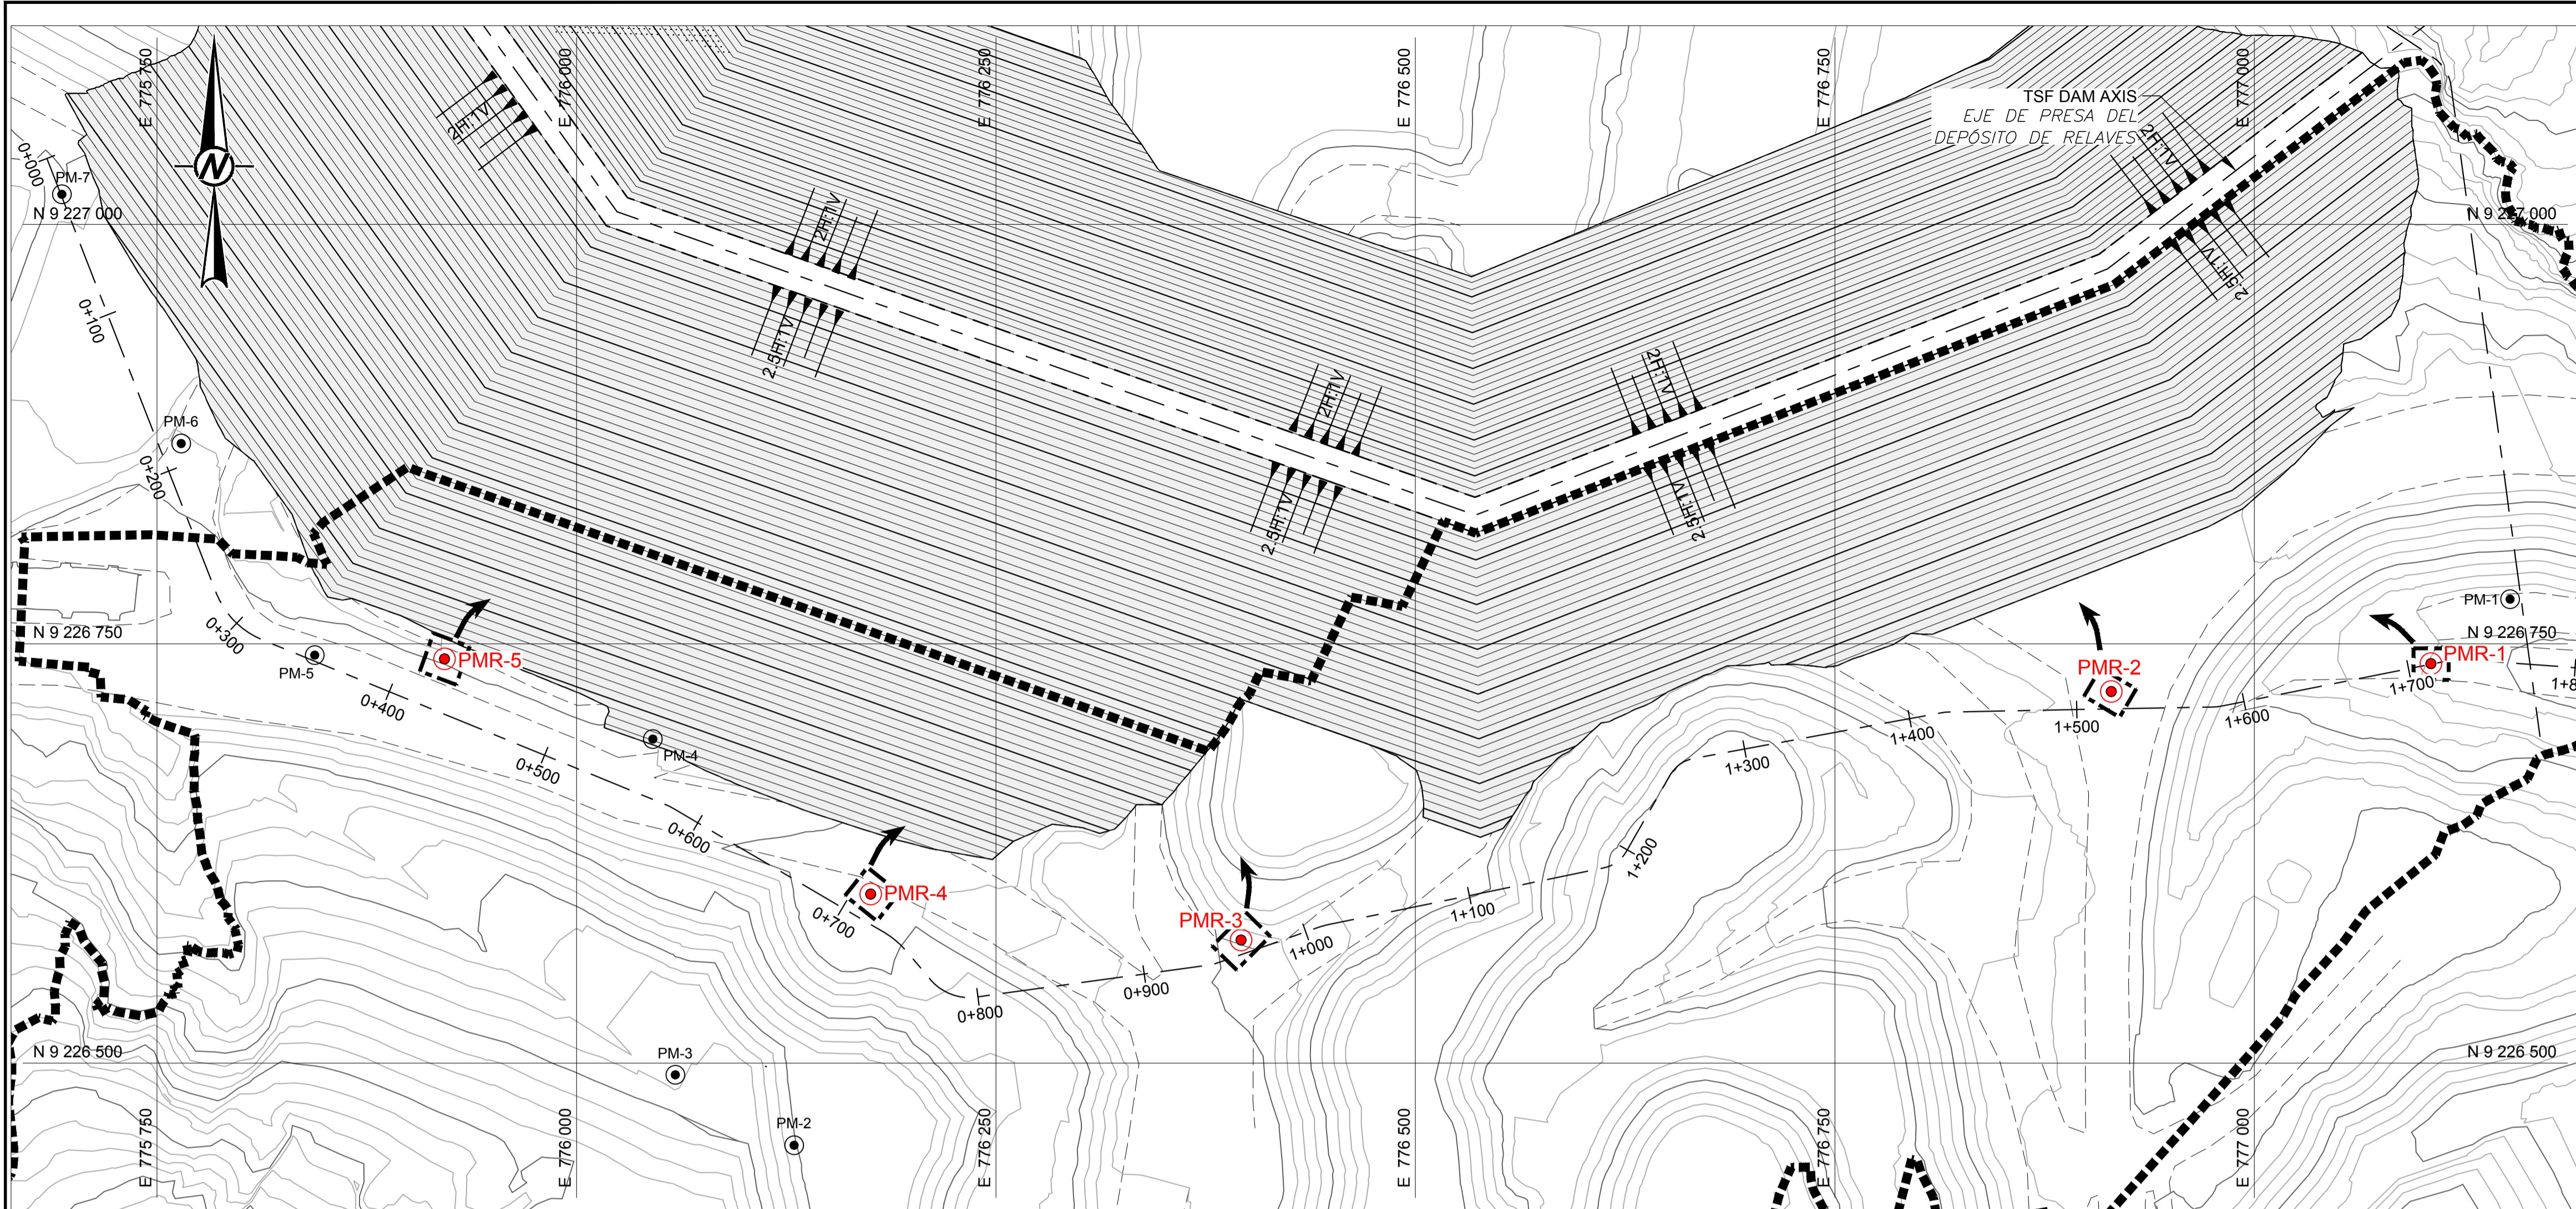 E 775 750
E 776 000
E 776 250
E 776 500
E 776 750
E 777 000
TSF DAM AXIS
EJE DE PRESA DEL
DEPÓSITO DE RELAVES
2H:1V
2H:1V
N
0+000
PM-7
N 9 227 000
N 9 227 000
2H:1V
2.5H:1V
0+100
2.5H:1V
2H:1V
2H:1V
PM-6
0+200
2.5H:1V
2.5H:1V
PM-1
0+300
N 9 226 750
N 9 226 750
PMR-5
PM-5
PMR-2
PMR-1
1+700
1+8
0+400
1+600
1+500
1+400
PM-4
0+500
1+300
0+600
1+200
PMR-4
0+700
PMR-3
1+100
1+000
0+900
0+800
N 9 226 500
N 9 226 500
PM-3
PM-2
E 775 750
E 776 000
E 776 250
E 776 500
E 776 750
E 777 000